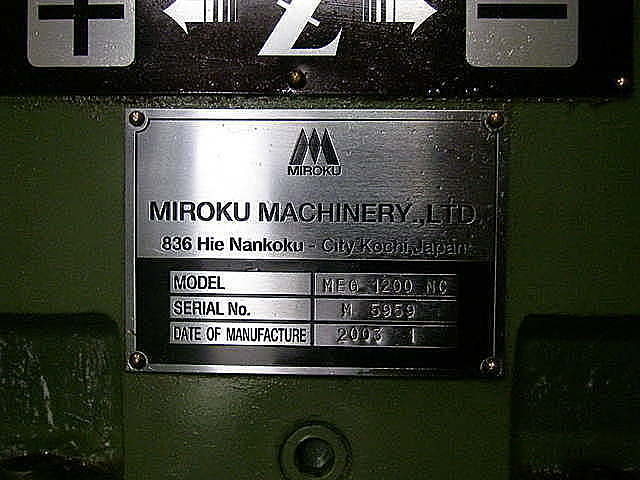 + Z −
MIROKU
MIROKU MACHINERY.,LTD.
836 Hie Nankoku - City Kochi, Japan
MODEL MEG 1200 NC
SERIAL No. M 5959
DATE OF MANUFACTURE 2003 1